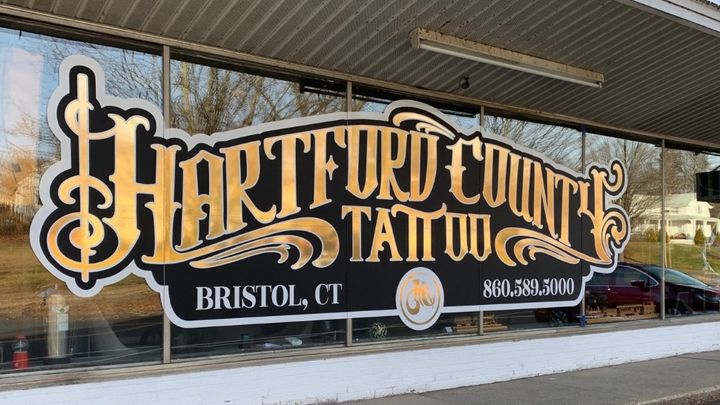 HARTFORD COUNTY
TATTOO
BRISTOL, CT
860.589.5000